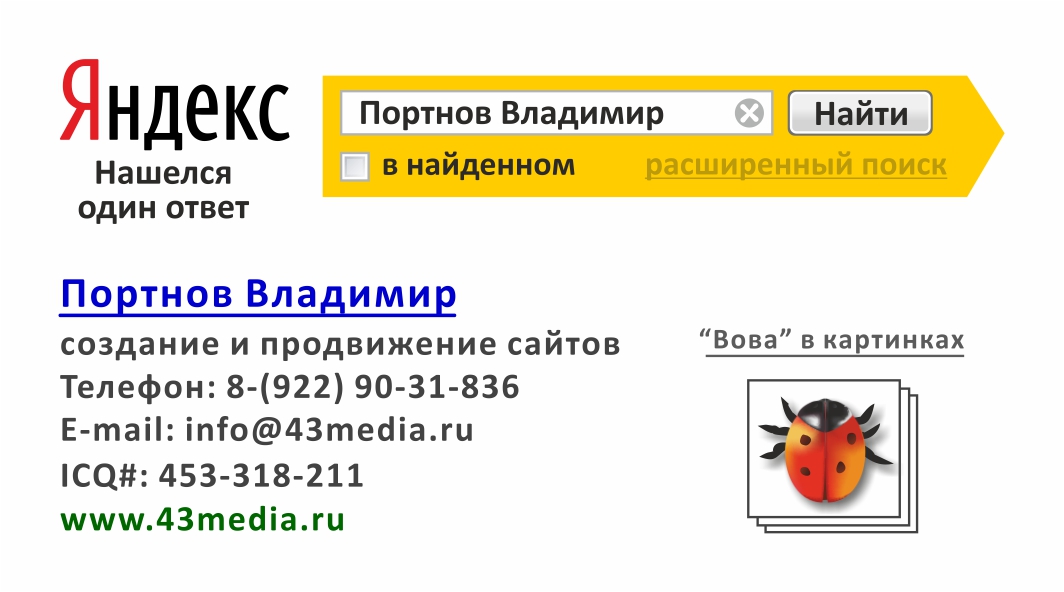 Яндекс
Нашелся
один ответ
Портнов Владимир
Найти
в найденном
расширенный поиск
Портнов Владимир
создание и продвижение сайтов
Телефон: 8-(922) 90-31-836
E-mail: info@43media.ru
ICQ#: 453-318-211
www.43media.ru
“Вова” в картинках